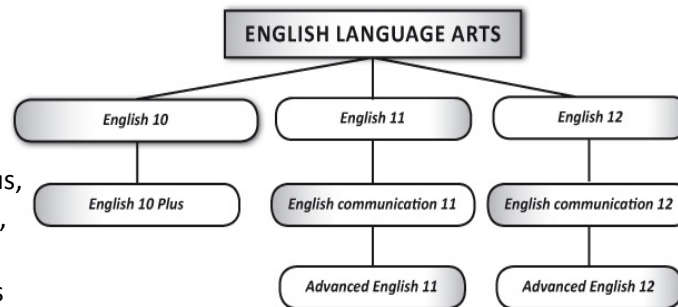 ENGLISH LANGUAGE ARTS
English 10
English 11
English 12
English 10 Plus
English communication 11
English communication 12
Advanced English 11
Advanced English 12